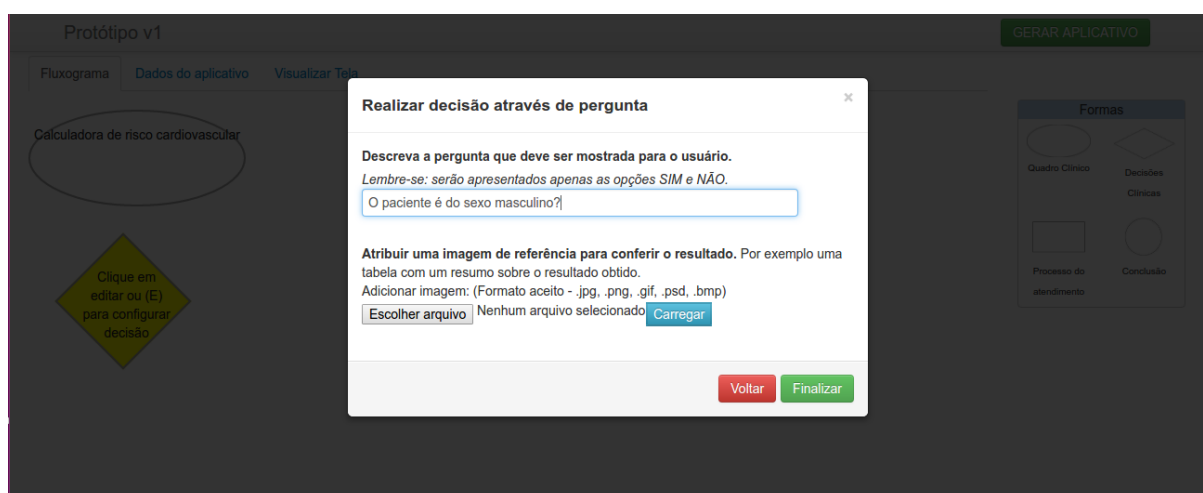 Protótipo v1
GERAR APLICATIVO
Fluxograma Dados do aplicativo Visualizar Tela
Calculadora de risco cardiovascular
Clique em
editar ou (E)
para configurar
decisão
Realizar decisão através de pergunta
×
Descreva a pergunta que deve ser mostrada para o usuário.
Lembre-se: serão apresentados apenas as opções SIM e NÃO.
O paciente é do sexo masculino?
Atribuir uma imagem de referência para conferir o resultado. Por exemplo uma
tabela com um resumo sobre o resultado obtido.
Adicionar imagem: (Formato aceito - .jpg, .png, .gif, .psd, .bmp)
Escolher arquivo Nenhum arquivo selecionado Carregar
Voltar Finalizar
Formas
Quadro Clínico
Decisões
Clínicas
Processo do
atendimento
Conclusão